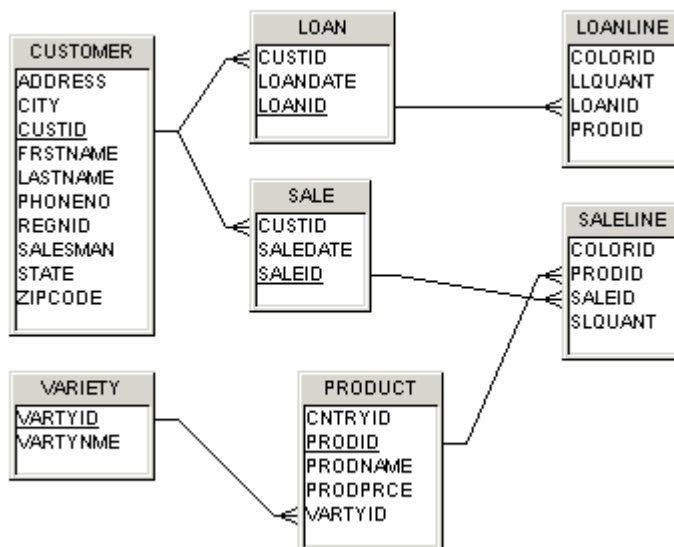 CUSTOMER
ADDRESS
CITY
CUSTID
FRSTNAME
LASTNAME
PHONENO
REGNID
SALESMAN
STATE
ZIPCODE
LOAN
CUSTID
LOANDATE
LOANID
LOANLINE
COLORID
LLQUANT
LOANID
PRODID
SALE
CUSTID
SALEDATE
SALEID
SALELINE
COLORID
PRODID
SALEID
SLQUANT
VARIETY
VARTYID
VARTYNME
PRODUCT
CNTRYID
PRODID
PRODNAME
PRODPRCE
VARTYID